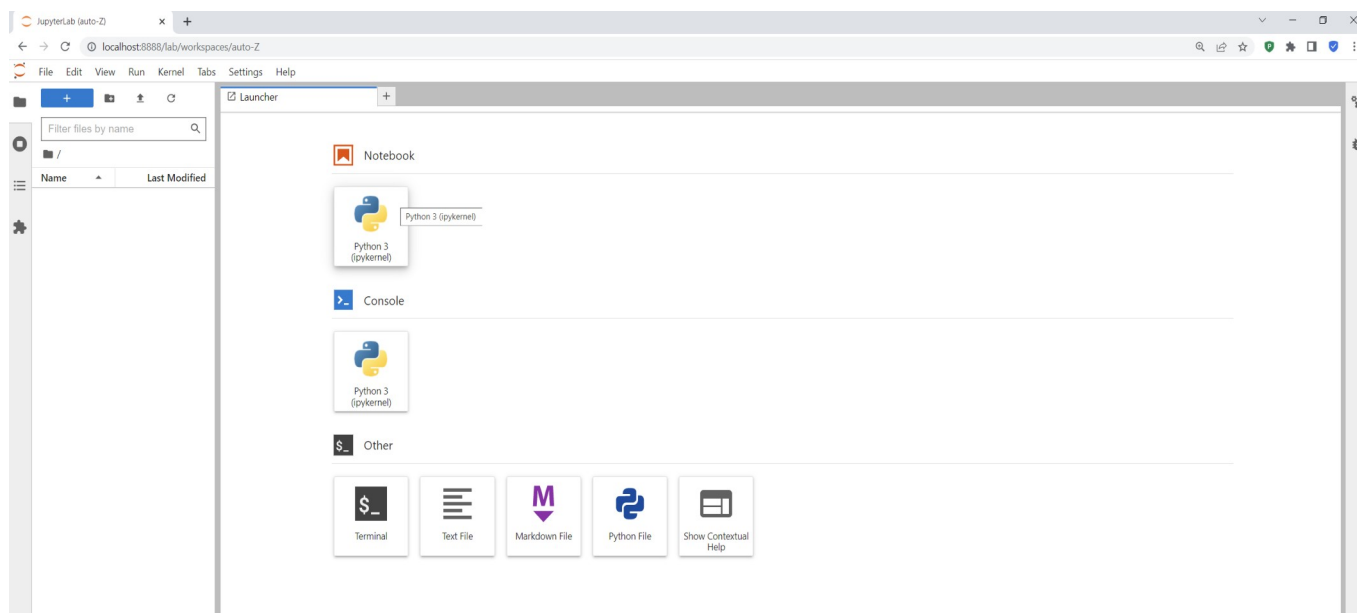 JupyterLab (auto-Z)
localhost:8888/lab/workspaces/auto-Z
File Edit View Run Kernel Tabs Settings Help
Launcher
Filter files by name
/
Name Last Modified
Notebook
Python 3 (ipykernel)
Python 3
(ipykernel)
Console
Python 3
(ipykernel)
$_ Other
$_
M
Terminal Text File Markdown File Python File Show Contextual
Help